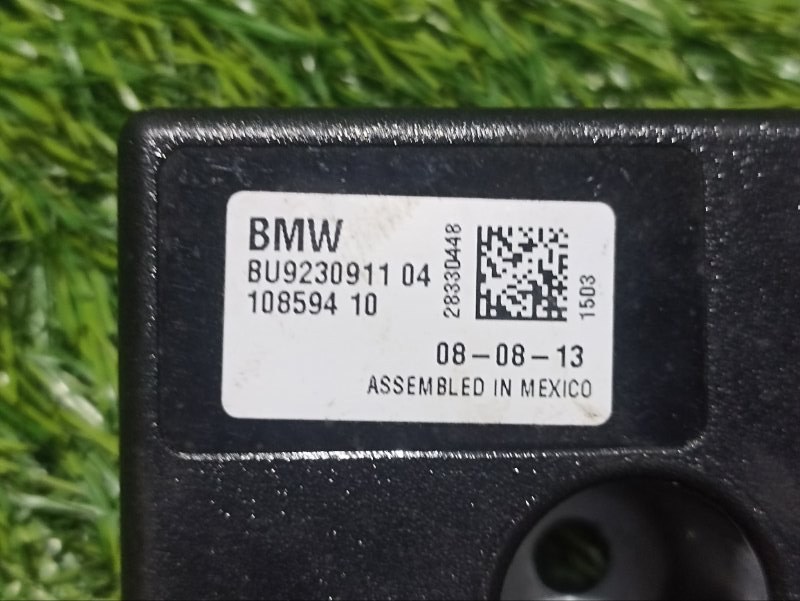 BMW
BU9230911 04
108594 10
28330448
1503
08-08-13
ASSEMBLED IN MEXICO